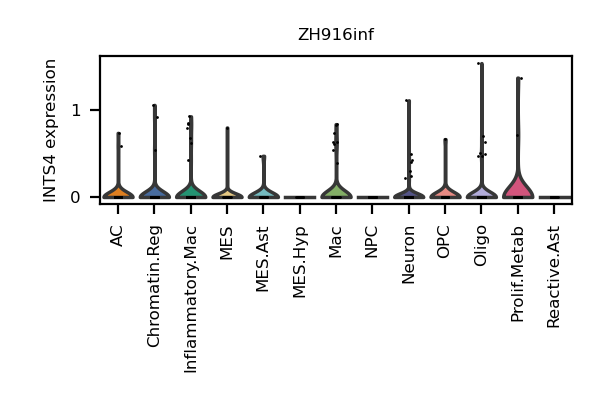 ZH916inf
INTS4 expression
1
0
AC
Chromatin.Reg
Inflammatory.Mac
MES
MES.Ast
MES.Hyp
Mac
NPC
Neuron
OPC
Oligo
Prolif.Metab
Reactive.Ast